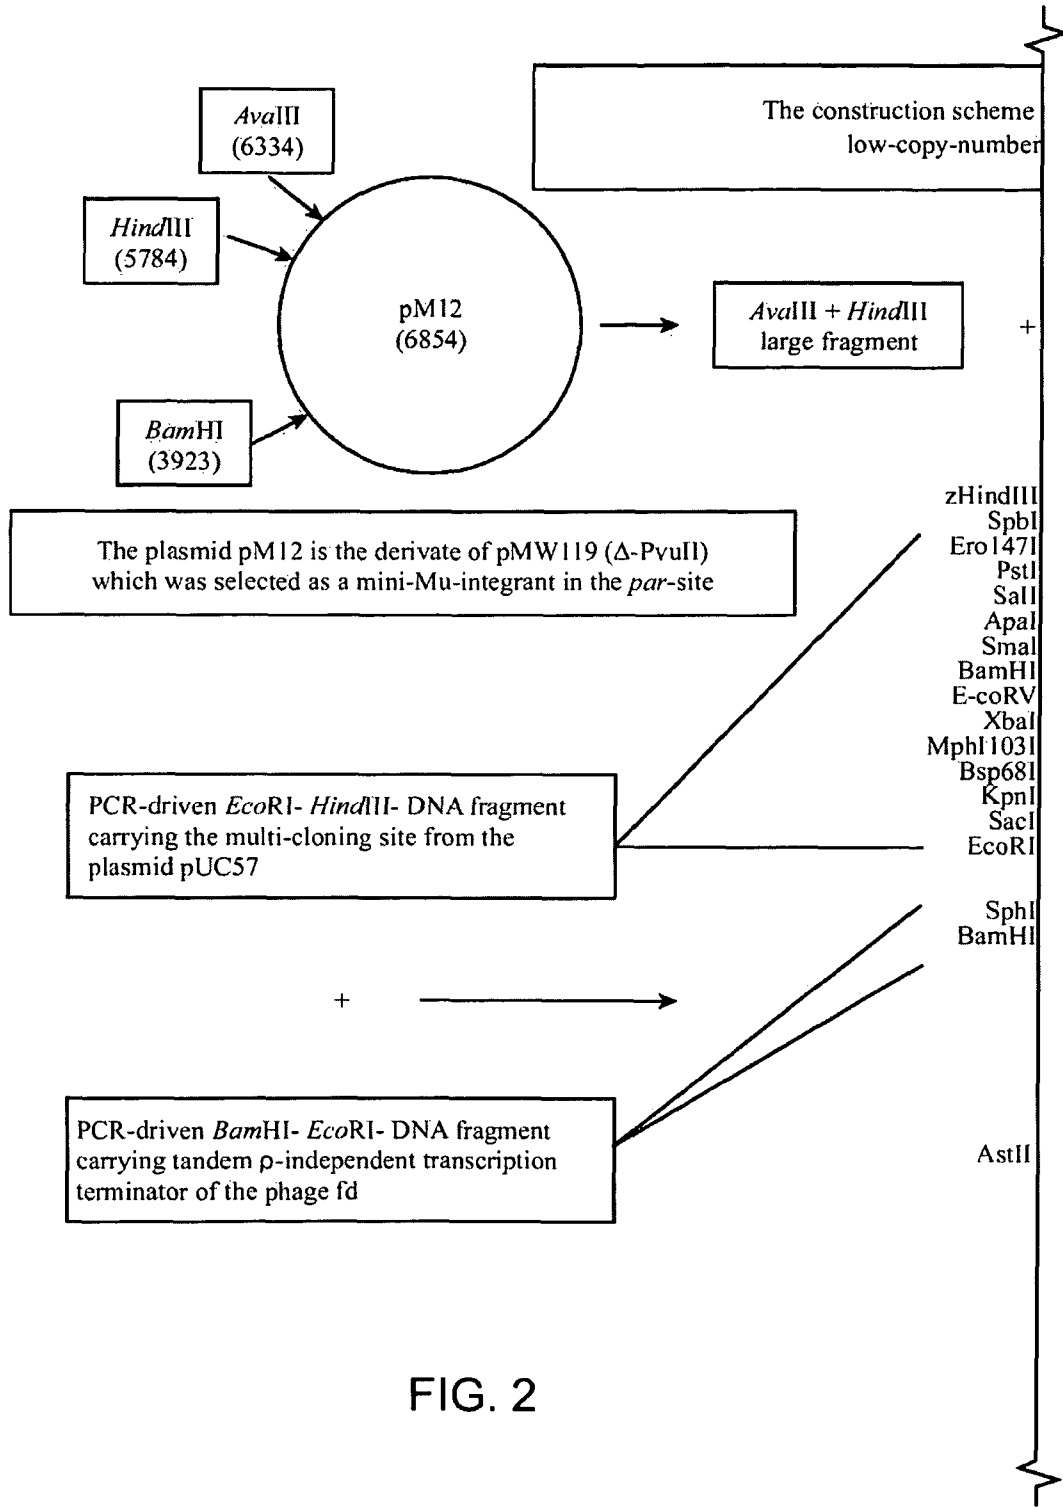 The construction scheme
low-copy-number
AvaIII
(6334)
HindIII
(5784)
pM12
(6854)
BamHI
(3923)
AvaIII + HindIII
large fragment
+
The plasmid pM12 is the derivate of pMW119 (Δ-PvuII)
which was selected as a mini-Mu-integrant in the par-site
zHindIII
SpbI
Ero147I
PstI
SalI
ApaI
SmaI
BamHI
E-coRV
XbaI
MphI103I
Bsp68I
KpnI
SacI
EcoRI
PCR-driven EcoRI- HindIII- DNA fragment
carrying the multi-cloning site from the
plasmid pUC57
SphI
BamHI
+
PCR-driven BamHI- EcoRI- DNA fragment
carrying tandem ρ-independent transcription
terminator of the phage fd
AstII
FIG. 2